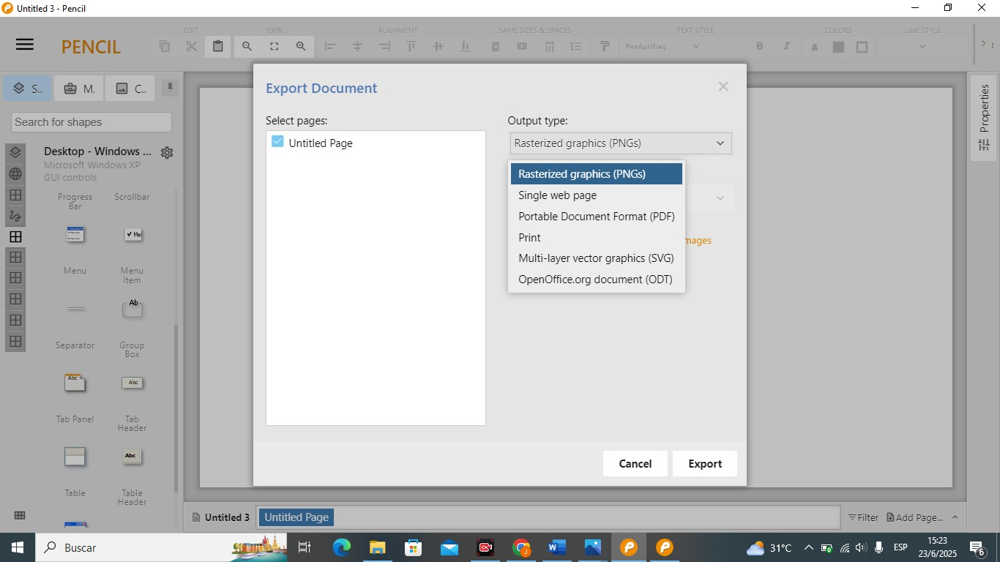 Untitled 3 - Pencil
PENCIL
EDIT
100%
ALIGNMENT
SAME SIZES & SPACES
TEXT STYLE
COLORS
LINE STYLE
Handwriting
B
I
A
S..
M.
C..
Search for shapes
Desktop - Windows ...
Microsoft Windows XP
GUI controls
Progress
Bar
Scrollbar
Menu
Menu
Item
Ab
Separator
Group
Box
Abc
Abc
Tab Panel
Tab
Header
Abc
Table
Table
Header
Export Document
Select pages:
Untitled Page
Output type:
Rasterized graphics (PNGs)
Rasterized graphics (PNGs)
Single web page
Portable Document Format (PDF)
Print
Multi-layer vector graphics (SVG)
OpenOffice.org document (ODT)
mages
Cancel
Export
Properties
Untitled 3
Untitled Page
Filter
Add Page...
Buscar
31°C
ESP
15:23
23/6/2025
6